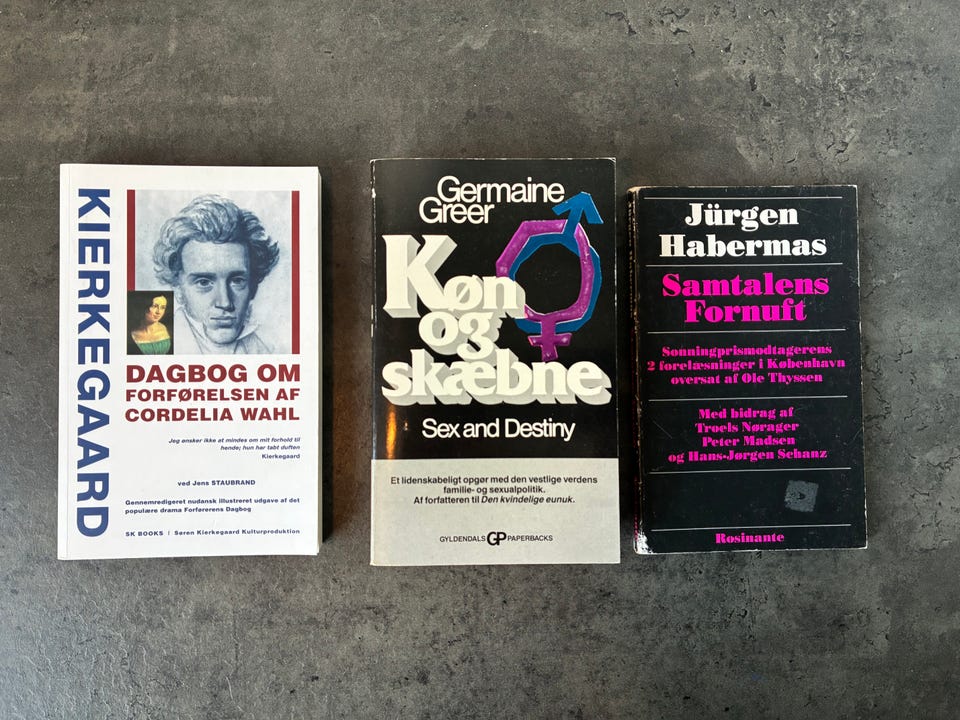 KIERKEGAARD
DAGBOG OM
FORFØRELSEN AF
CORDELIA WAHL
Jeg ønsker ikke at mindes om mit forhold til
hende; hun har tabt duften
Kierkegaard
ved Jens STAUBRAND
Gennemredigeret nudansk illustreret udgave af det
populære drama Forførerens Dagbog
SK BOOKS | Søren Kierkegaard Kulturproduktion
Germaine
Greer
Køn
og
skæbne
Sex and Destiny
Et lidenskabeligt opgør med den vestlige verdens
familie- og sexualpolitik.
Af forfatteren til Den kvindelige eunuk.
GYLDENDALS GP PAPERBACKS
Jürgen
Habermas
Samtalens
Fornuft
Sonningprismodtagerens
2 forelæsninger i København
oversat af Ole Thyssen
Med bidrag af
Troels Nørager
Peter Madsen
og Hans-Jørgen Schanz
Rosinante